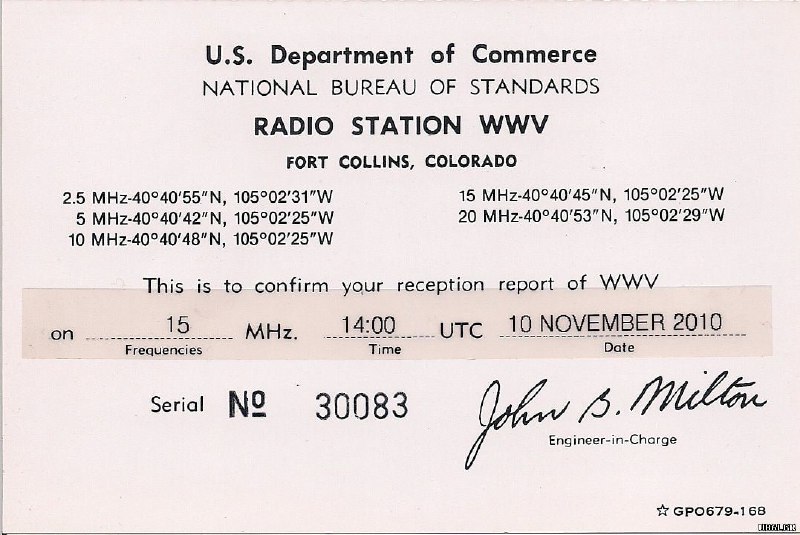 U.S. Department of Commerce
NATIONAL BUREAU OF STANDARDS
RADIO STATION WWV
FORT COLLINS, COLORADO
2.5 MHz-40°40'55"N, 105°02'31"W
5 MHz-40°40'42"N, 105°02'25"W
10 MHz-40°40'48"N, 105°02'25"W
15 MHz-40°40'45"N, 105°02'25"W
20 MHz-40°40'53"N, 105°02'29"W
This is to confirm your reception report of WWV
on 15 MHz. 14:00 UTC 10 NOVEMBER 2010
Frequencies Time Date
Serial Nº 30083
John B. Milton
Engineer-in-Charge
☆ GPO679-168